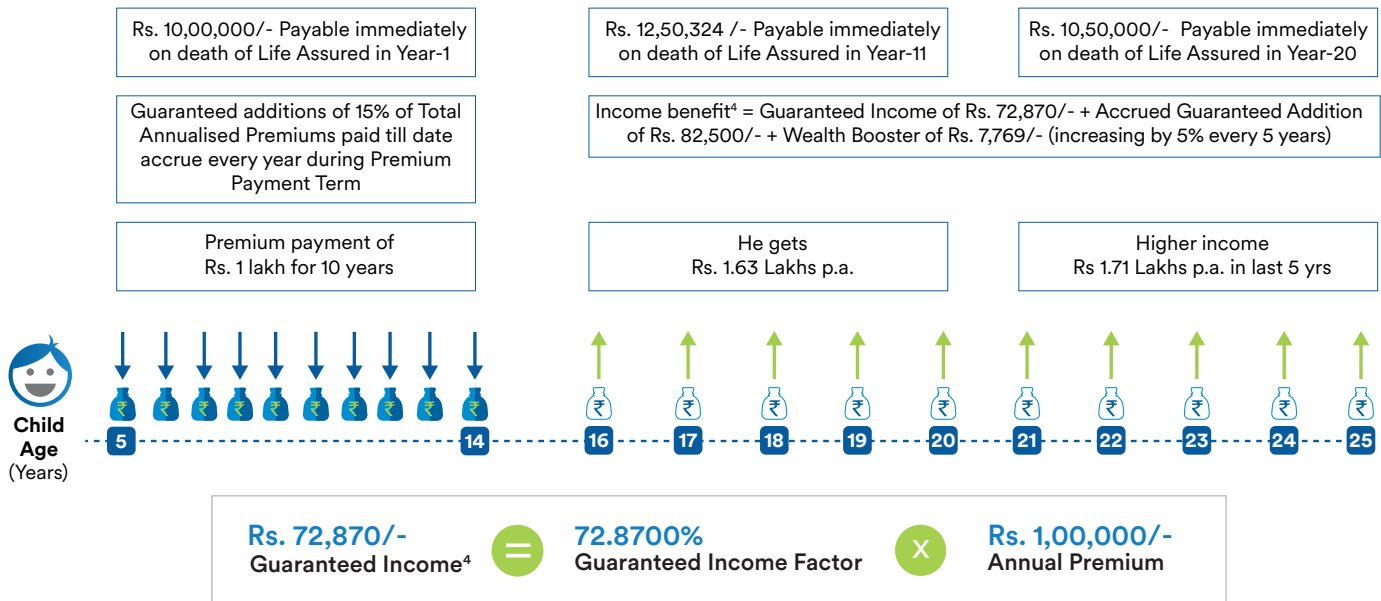 Rs. 10,00,000/- Payable immediately
on death of Life Assured in Year-1
Rs. 12,50,324 /- Payable immediately
on death of Life Assured in Year-11
Rs. 10,50,000/-  Payable immediately
on death of Life Assured in Year-20
Guaranteed additions of 15% of Total
Annualised Premiums paid till date
accrue every year during Premium
Payment Term
Income benefit⁴ = Guaranteed Income of Rs. 72,870/- + Accrued Guaranteed Addition
of Rs. 82,500/- + Wealth Booster of Rs. 7,769/- (increasing by 5% every 5 years)
Premium payment of
Rs. 1 lakh for 10 years
He gets
Rs. 1.63 Lakhs p.a.
Higher income
Rs 1.71 Lakhs p.a. in last 5 yrs
₹ ₹ ₹ ₹ ₹ ₹ ₹ ₹ ₹ ₹ ₹ ₹ ₹ ₹ ₹ ₹ ₹ ₹ ₹ ₹
Child
Age
(Years)
5 14 16 17 18 19 20 21 22 23 24 25
Rs. 72,870/- = 72.8700% x Rs. 1,00,000/-
Guaranteed Income⁴ Guaranteed Income Factor Annual Premium